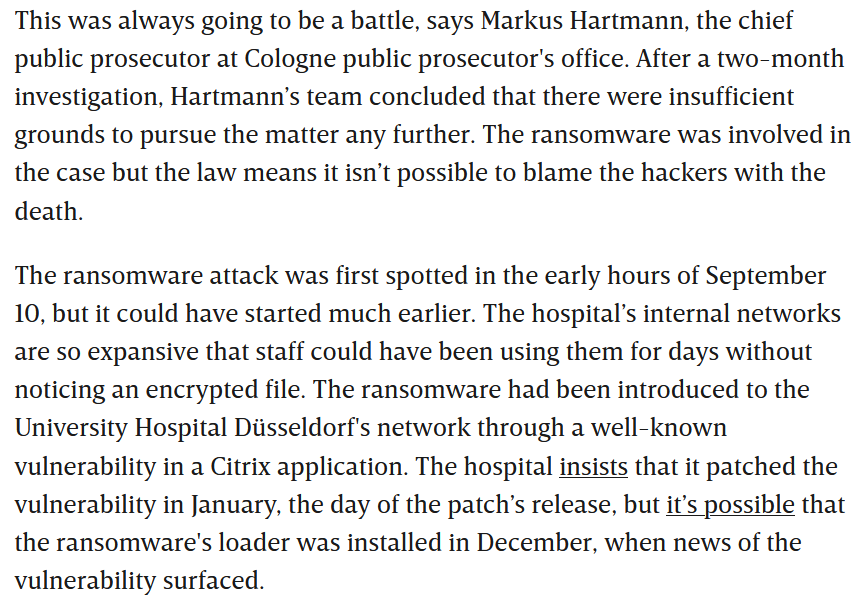 This was always going to be a battle, says Markus Hartmann, the chief
public prosecutor at Cologne public prosecutor's office. After a two-month
investigation, Hartmann’s team concluded that there were insufficient
grounds to pursue the matter any further. The ransomware was involved in
the case but the law means it isn’t possible to blame the hackers with the
death.
The ransomware attack was first spotted in the early hours of September
10, but it could have started much earlier. The hospital’s internal networks
are so expansive that staff could have been using them for days without
noticing an encrypted file. The ransomware had been introduced to the
University Hospital Düsseldorf's network through a well-known
vulnerability in a Citrix application. The hospital insists that it patched the
vulnerability in January, the day of the patch’s release, but it’s possible that
the ransomware's loader was installed in December, when news of the
vulnerability surfaced.